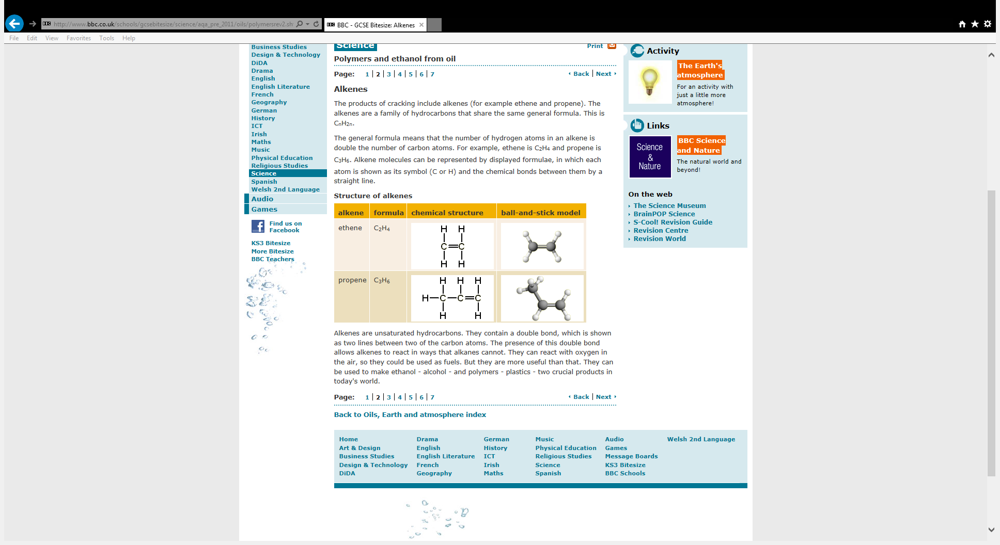 http://www.bbc.co.uk/schools/gcsebitesize/science/aqa_pre_2011/oils/polymersrev2.sh
BBC - GCSE Bitesize: Alkenes
File Edit View Favorites Tools Help
Business Studies
Design & Technology
DiDA
Drama
English
English Literature
French
Geography
German
History
ICT
Irish
Maths
Music
Physical Education
Religious Studies
Science
Spanish
Welsh 2nd Language
Audio
Games
Find us on
Facebook
KS3 Bitesize
More Bitesize
BBC Teachers
Science
Print
Polymers and ethanol from oil
Page: 1 | 2 | 3 | 4 | 5 | 6 | 7 Back | Next
Alkenes
The products of cracking include alkenes (for example ethene and propene). The
alkenes are a family of hydrocarbons that share the same general formula. This is
CnH2n.
The general formula means that the number of hydrogen atoms in an alkene is
double the number of carbon atoms. For example, ethene is C2H4 and propene is
C3H6. Alkene molecules can be represented by displayed formulae, in which each
atom is shown as its symbol (C or H) and the chemical bonds between them by a
straight line.
Structure of alkenes
alkene formula chemical structure ball-and-stick model
ethene C2H4
H H
C=C
H H
propene C3H6
H H H
H-C-C=C
H H
Alkenes are unsaturated hydrocarbons. They contain a double bond, which is shown
as two lines between two of the carbon atoms. The presence of this double bond
allows alkenes to react in ways that alkanes cannot. They can react with oxygen in
the air, so they could be used as fuels. But they are more useful than that. They can
be used to make ethanol - alcohol - and polymers - plastics - two crucial products in
today's world.
Page: 1 | 2 | 3 | 4 | 5 | 6 | 7 Back | Next
Back to Oils, Earth and atmosphere index
Activity
The Earth's
atmosphere
For an activity with
just a little more
atmosphere!
Links
Science
&
Nature
BBC Science
and Nature
The natural world and
beyond!
On the web
The Science Museum
BrainPOP Science
S-Cool! Revision Guide
Revision Centre
Revision World
Home Drama German Music Audio Welsh 2nd Language
Art & Design English History Physical Education Games
Business Studies English Literature ICT Religious Studies Message Boards
Design & Technology French Irish Science KS3 Bitesize
DiDA Geography Maths Spanish BBC Schools